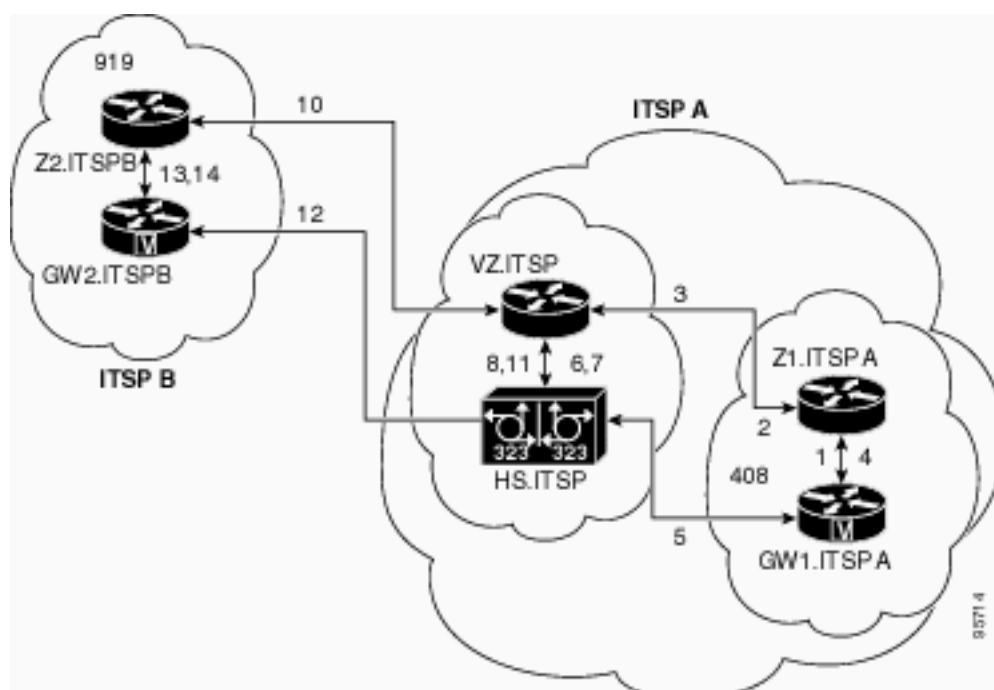 919
10
ITSP A
Z2.ITSPB
13,14
12
GW2.ITSPB
VZ.ITSP
3
ITSP B
8,11
6,7
Z1.ITSPA
2
323
323
1
4
HS.ITSP
408
5
GW1.ITSPA
95714